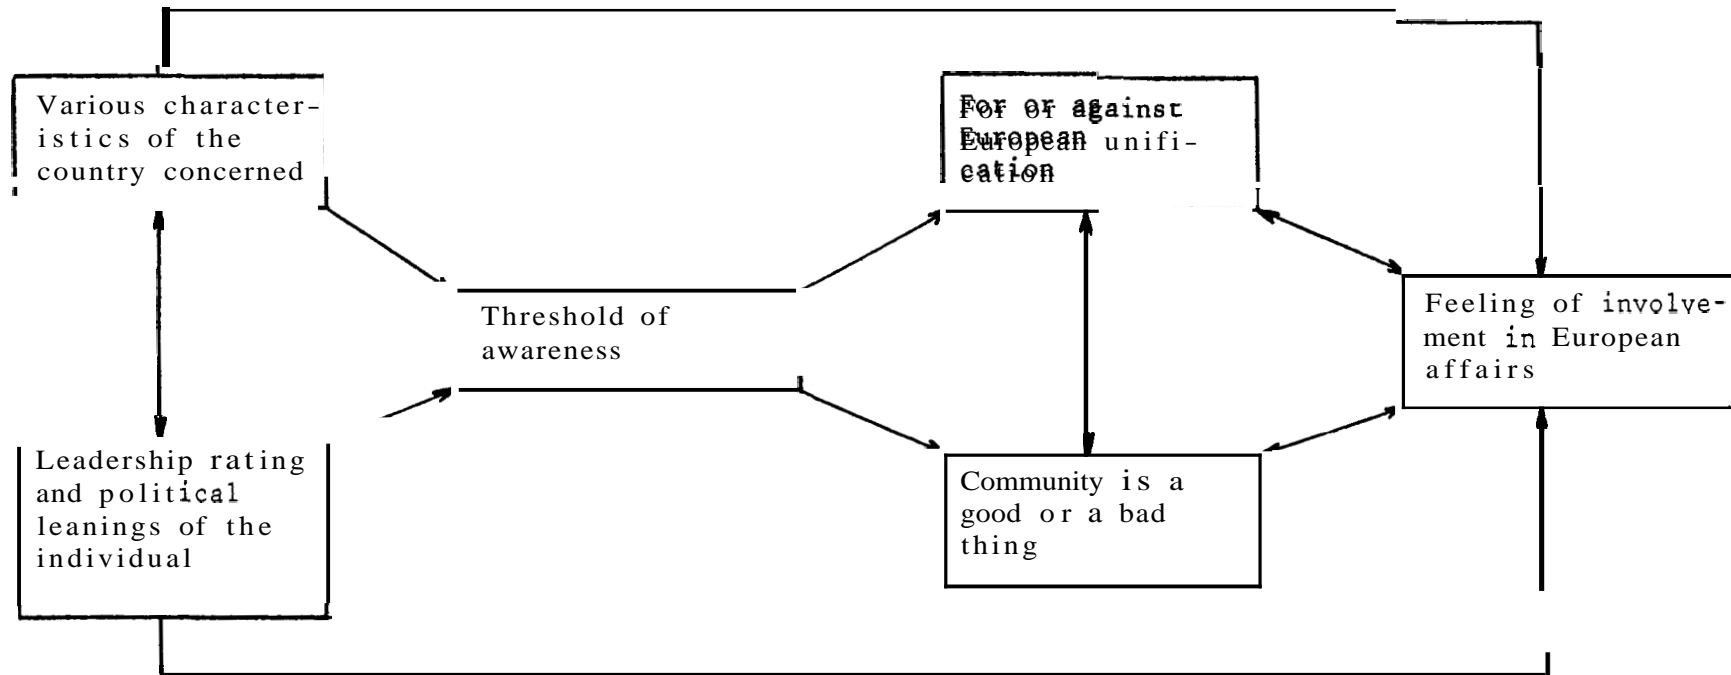 Various character-
istics of the
country concerned
For or against
European unifi-
cation
Threshold of
awareness
Feeling of involve-
ment in European
affairs
Leadership rating
and political
leanings of the
individual
Community is a
good or a bad
thing